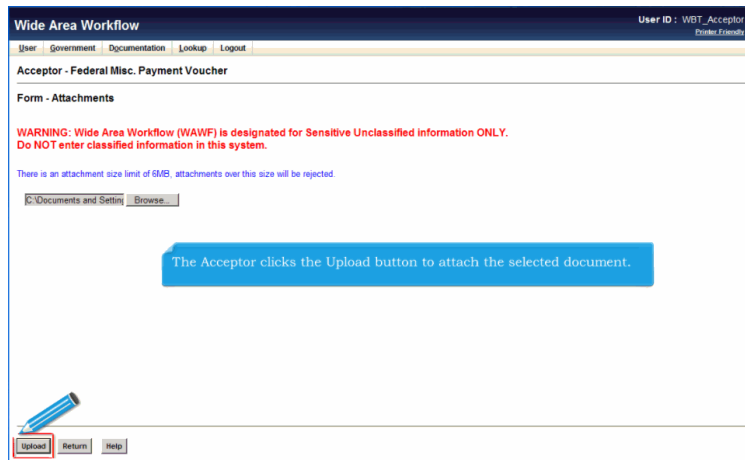 Wide Area Workflow
User ID : WBT_Acceptor
Printer Friendly
User Government Documentation Lookup Logout
Acceptor - Federal Misc. Payment Voucher
Form - Attachments
WARNING: Wide Area Workflow (WAWF) is designated for Sensitive Unclassified information ONLY.
Do NOT enter classified information in this system.
There is an attachment size limit of 6MB, attachments over this size will be rejected.
C:\Documents and Setting Browse...
The Acceptor clicks the Upload button to attach the selected document.
Upload Return Help